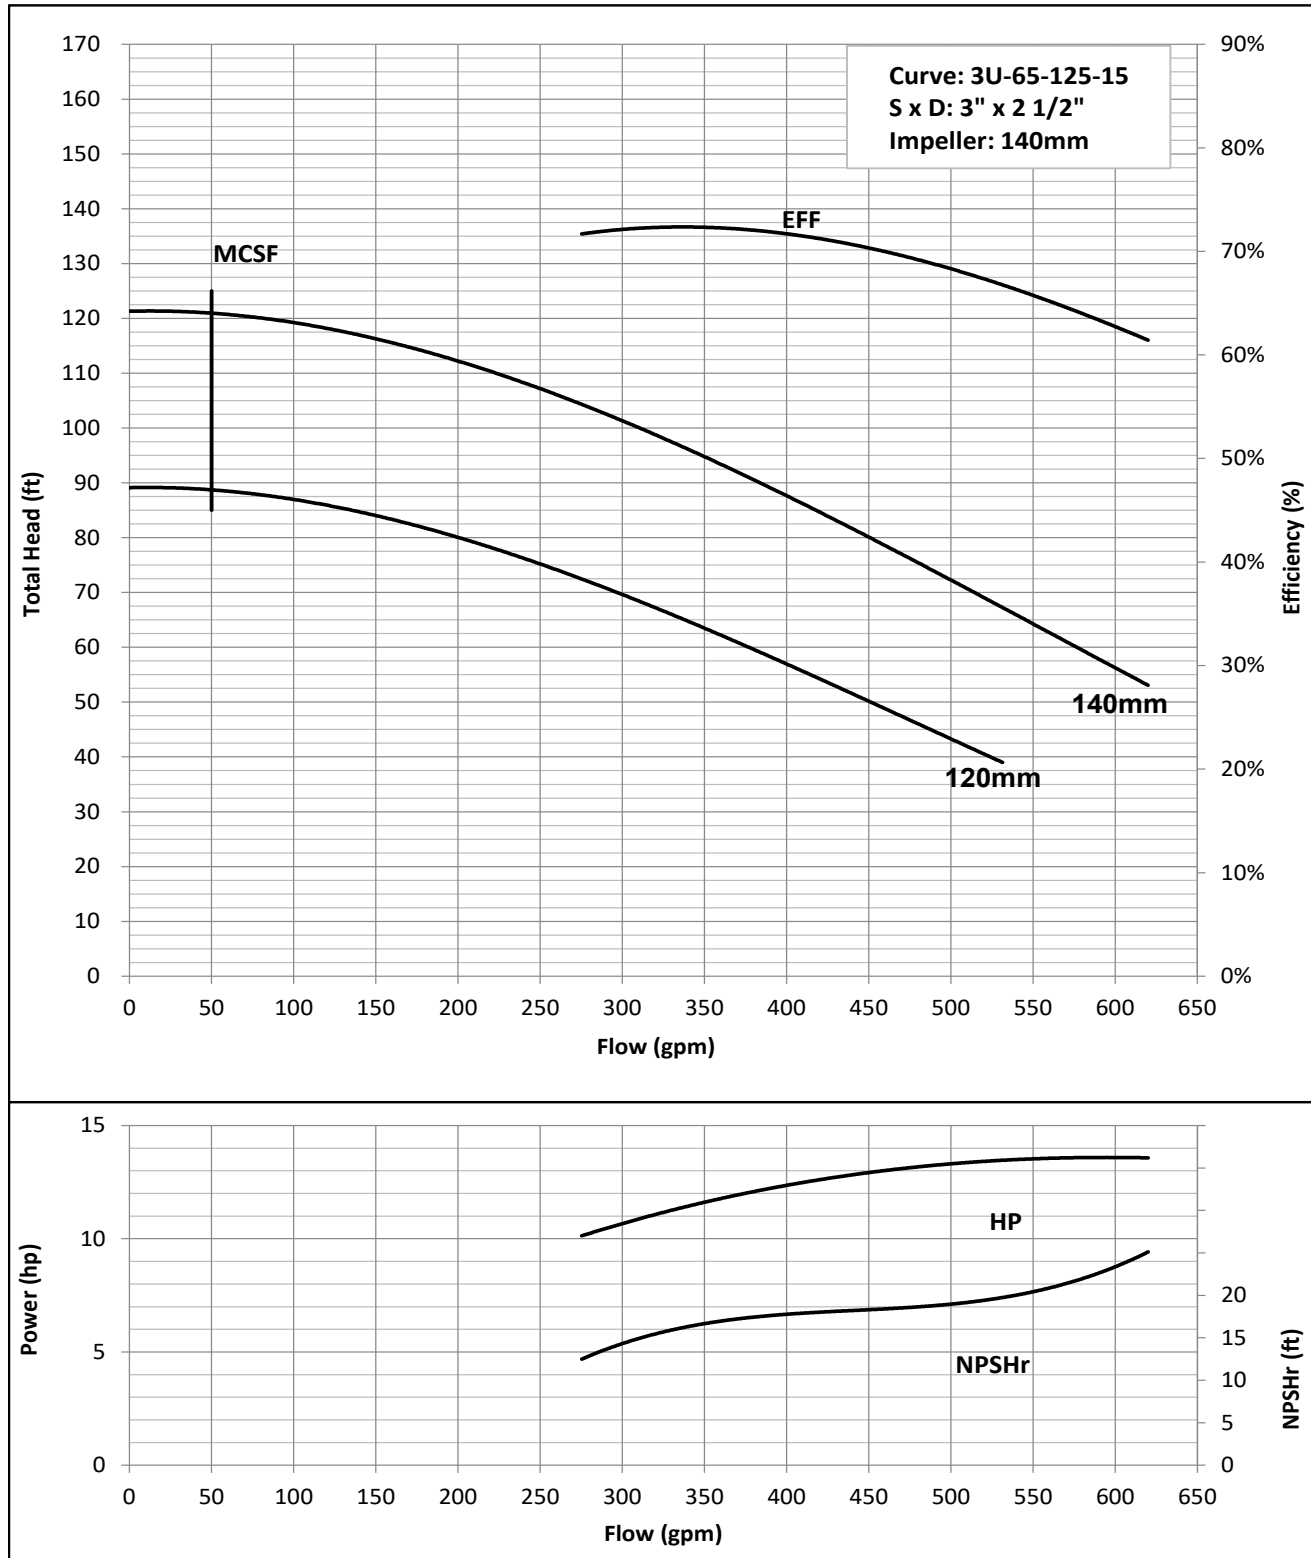 Curve: 3U-65-125-15
S x D: 3" x 2 1/2"
Impeller: 140mm
170
160
150
140
130
120
110
100
90
80
70
60
50
40
30
20
10
0
Total Head (ft)
90%
80%
70%
60%
50%
40%
30%
20%
10%
0%
Efficiency (%)
MCSF
EFF
140mm
120mm
0 50 100 150 200 250 300 350 400 450 500 550 600 650
Flow (gpm)
15
10
5
0
Power (hp)
HP
NPSHr
20
15
10
5
0
NPSHr (ft)
0 50 100 150 200 250 300 350 400 450 500 550 600 650
Flow (gpm)